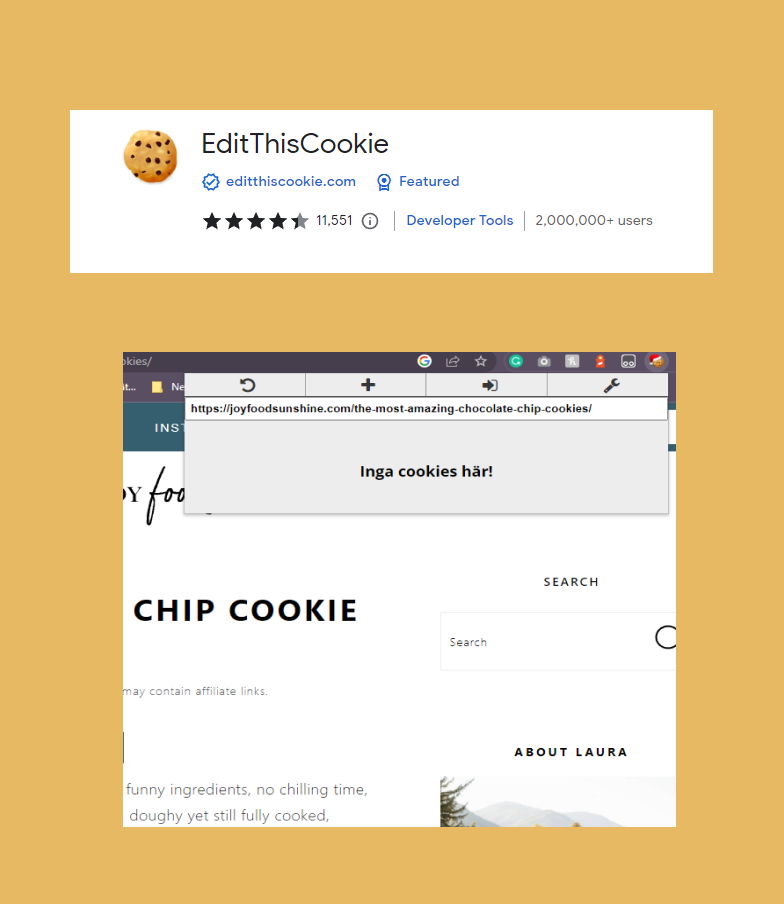 EditThisCookie
editthiscookie.com Featured
11,551 Developer Tools 2,000,000+ users
okies/
it...
https://joyfoodsunshine.com/the-most-amazing-chocolate-chip-cookies/
INST
Inga cookies här!
OY foo
SEARCH
CHIP COOKIE
Search
may contain affiliate links.
ABOUT LAURA
funny ingredients, no chilling time,
doughy yet still fully cooked,